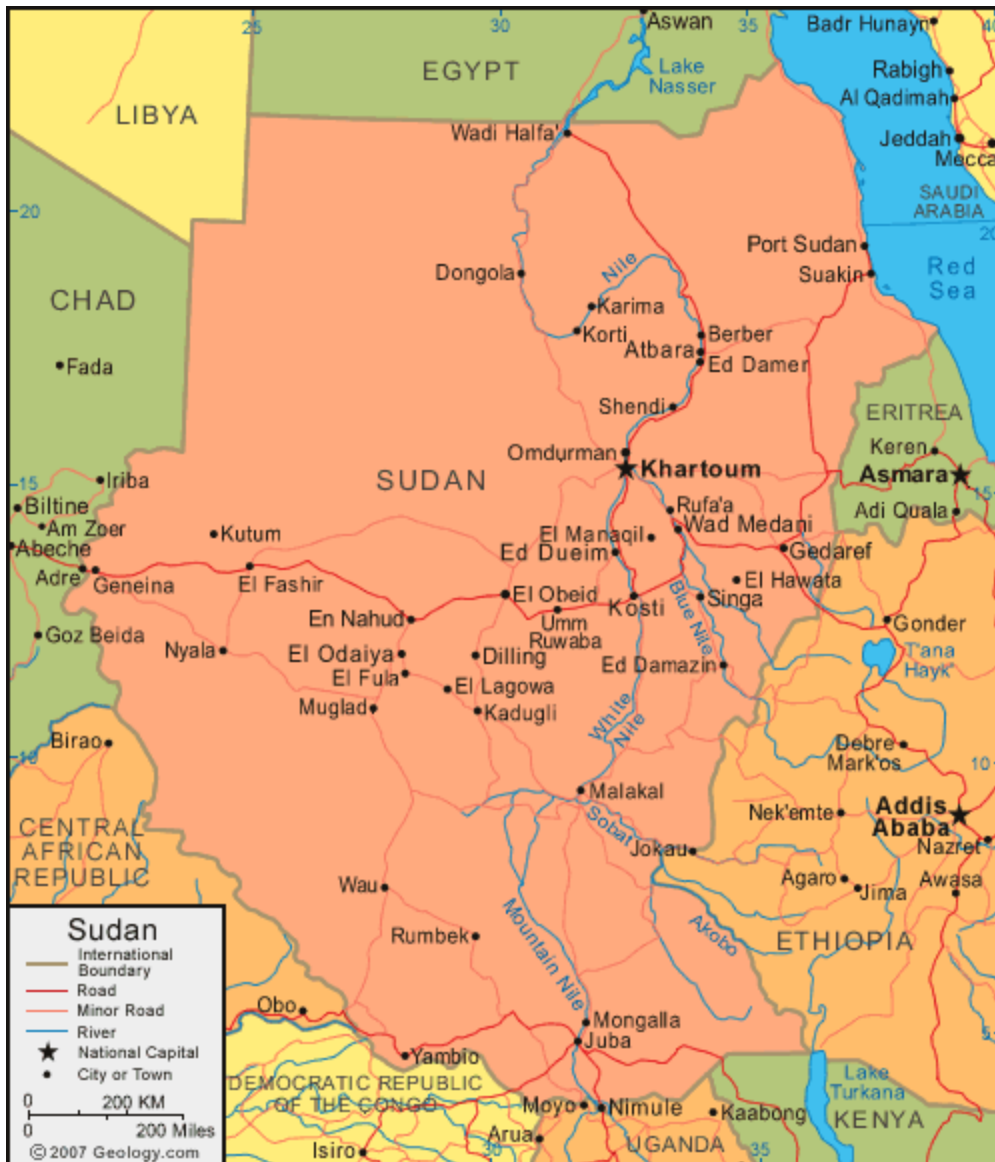 25
30
35
40
Aswan
Badr Hunayn
EGYPT
Lake
Nasser
Rabigh
Al Qadimah
LIBYA
Wadi Halfa'
Jeddah
Mecca
SAUDI
ARABIA
20
20
Port Sudan
Dongola
Nile
Suakin
Red
Sea
CHAD
Karima
Korti
Berber
Atbara
Ed Damer
Fada
Shendi
ERITREA
Omdurman
Keren
Khartoum
Asmara
SUDAN
Iriba
15
15
Biltine
Rufa'a
Adi Quala
Am Zoer
Kutum
El Manaqil
Wad Medani
Abeche
Ed Dueim
Gedaref
Adre
Geneina
El Fashir
El Hawata
El Obeid
Kosti
Blue Nile
Singa
En Nahud
Umm
Ruwaba
Gonder
Goz Beida
Nyala
El Odaiya
Dilling
Ed Damazin
T'ana
Hayk'
El Fula
El Lagowa
Muglad
Kadugli
White
Nile
Birao
10
Debre
Mark'os
10
Malakal
Addis
Ababa
Nek'emte
CENTRAL
AFRICAN
REPUBLIC
Sobat
Jokau
Nazret
Wau
Agaro
Jima
Awasa
Mountain Nile
Akobo
Rumbek
ETHIOPIA
Sudan
International
Boundary
Road
Minor Road
River
National Capital
City or Town
0 200 KM
0 200 Miles
© 2007 Geology.com
Obo
Mongalla
Juba
5
Yambio
DEMOCRATIC REPUBLIC
OF THE CONGO
Lake
Turkana
Moyo
Nimule
Kaabong
KENYA
Arua
UGANDA
Isiro
30
35